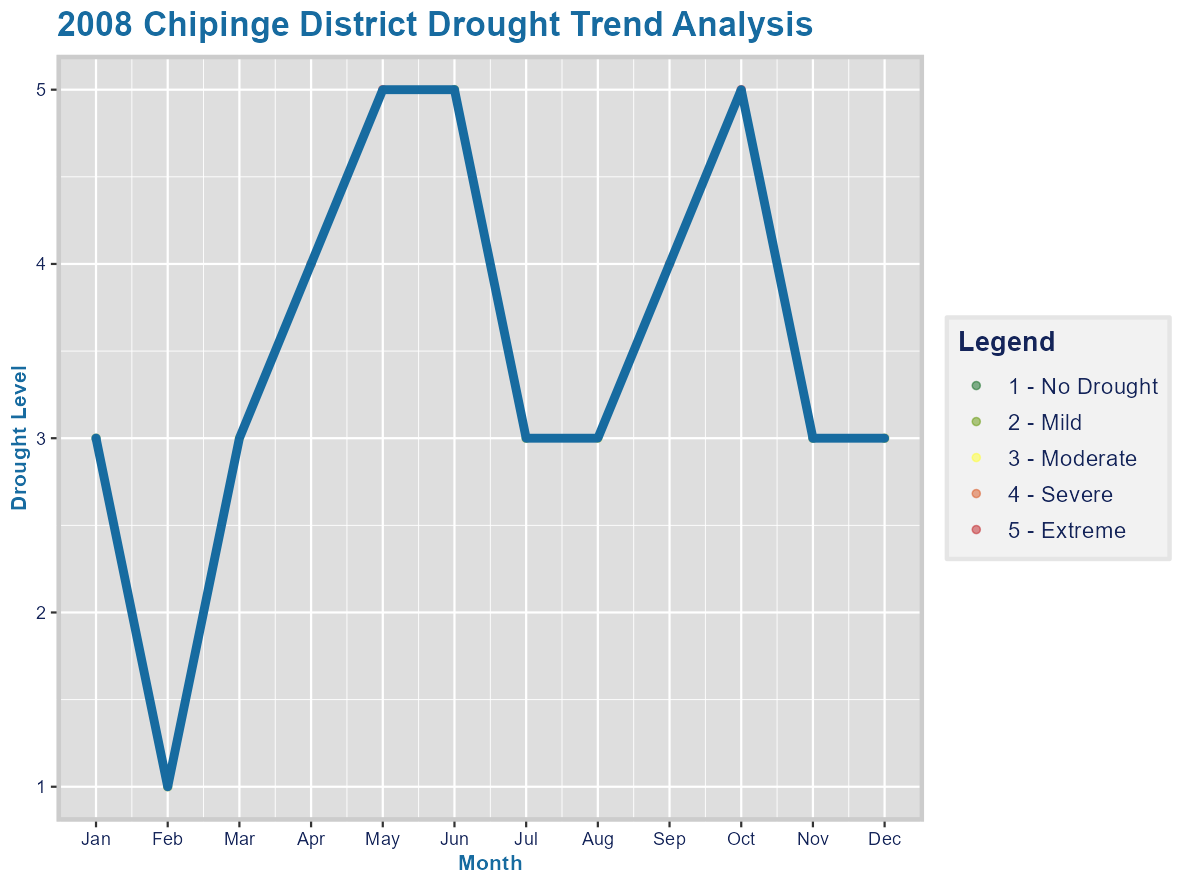 2008 Chipinge District Drought Trend Analysis
Drought Level
5
4
3
2
1
Jan Feb Mar Apr May Jun Jul Aug Sep Oct Nov Dec
Month
Legend
1 - No Drought
2 - Mild
3 - Moderate
4 - Severe
5 - Extreme